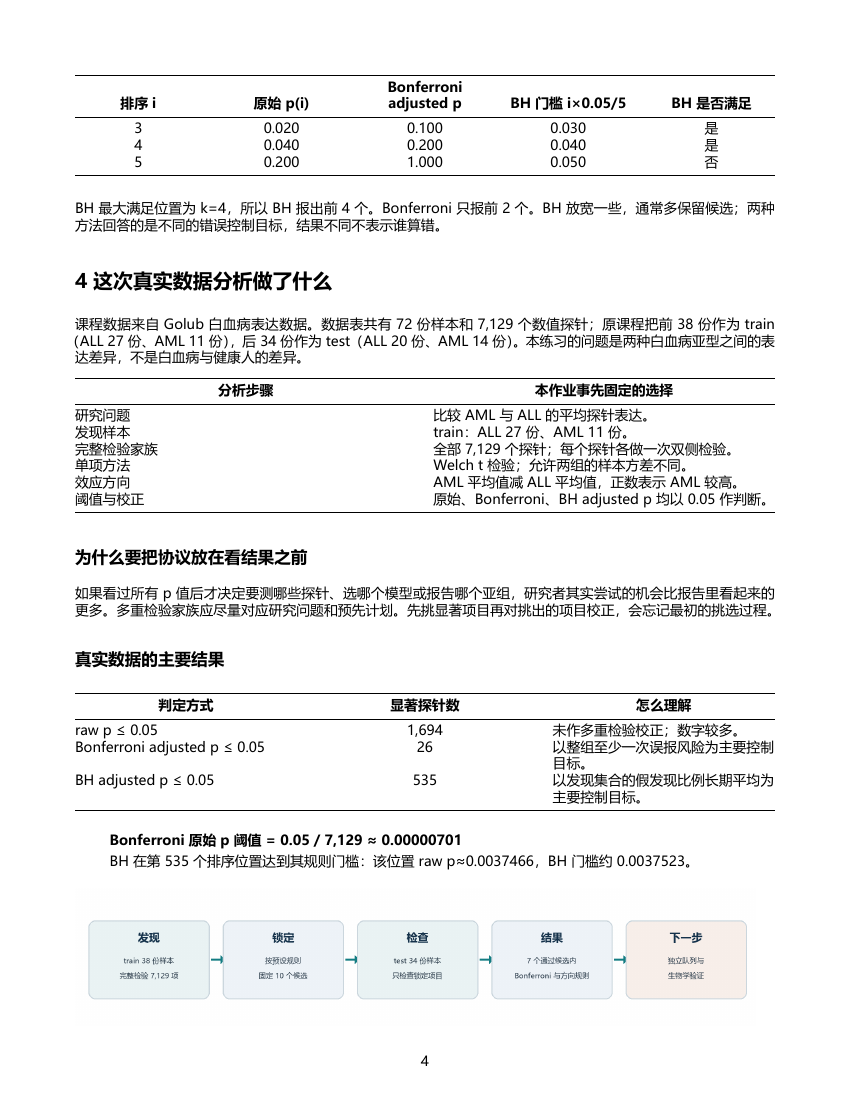 排序 i 原始 p(i) Bonferroni adjusted p BH 门槛 i×0.05/5 BH 是否满足
3 0.020 0.100 0.030 是
4 0.040 0.200 0.040 是
5 0.200 1.000 0.050 否
BH 最大满足位置为 k=4，所以 BH 报出前 4 个。Bonferroni 只报前 2 个。BH 放宽一些，通常多保留候选；两种
方法回答的是不同的错误控制目标，结果不同不表示谁算错。
4 这次真实数据分析做了什么
课程数据来自 Golub 白血病表达数据。数据表共有 72 份样本和 7,129 个数值探针；原课程把前 38 份作为 train
（ALL 27 份、AML 11 份），后 34 份作为 test（ALL 20 份、AML 14 份）。本练习的问题是两种白血病亚型之间的表
达差异，不是白血病与健康人的差异。
分析步骤 本作业事先固定的选择
研究问题 比较 AML 与 ALL 的平均探针表达。
发现样本 train：ALL 27 份、AML 11 份。
完整检验家族 全部 7,129 个探针；每个探针各做一次双侧检验。
单项方法 Welch t 检验；允许两组的样本方差不同。
效应方向 AML 平均值减 ALL 平均值，正数表示 AML 较高。
阈值与校正 原始、Bonferroni、BH adjusted p 均以 0.05 作判断。
为什么要把协议放在看结果之前
如果看过所有 p 值后才决定要测哪些探针、选哪个模型或报告哪个亚组，研究者其实尝试的机会比报告里看起来的
更多。多重检验家族应尽量对应研究问题和预先计划。先挑显著项目再对挑出的项目校正，会忘记最初的挑选过程。
真实数据的主要结果
判定方式 显著探针数 怎么理解
raw p ≤ 0.05 1,694 未作多重检验校正；数字较多。
Bonferroni adjusted p ≤ 0.05 26 以整组至少一次误报风险为主要控制
目标。
BH adjusted p ≤ 0.05 535 以发现集合的假发现比例长期平均为
主要控制目标。
Bonferroni 原始 p 阈值 = 0.05 / 7,129 ≈ 0.00000701
BH 在第 535 个排序位置达到其规则门槛：该位置 raw p≈0.0037466，BH 门槛约 0.0037523。
发现 锁定 检查 结果 下一步
train 38 份样本 按预设规则 test 34 份样本 7 个通过候选内 独立队列与
完整检验 7,129 项 固定 10 个候选 只检查锁定项目 Bonferroni 与方向规则 生物学验证
4